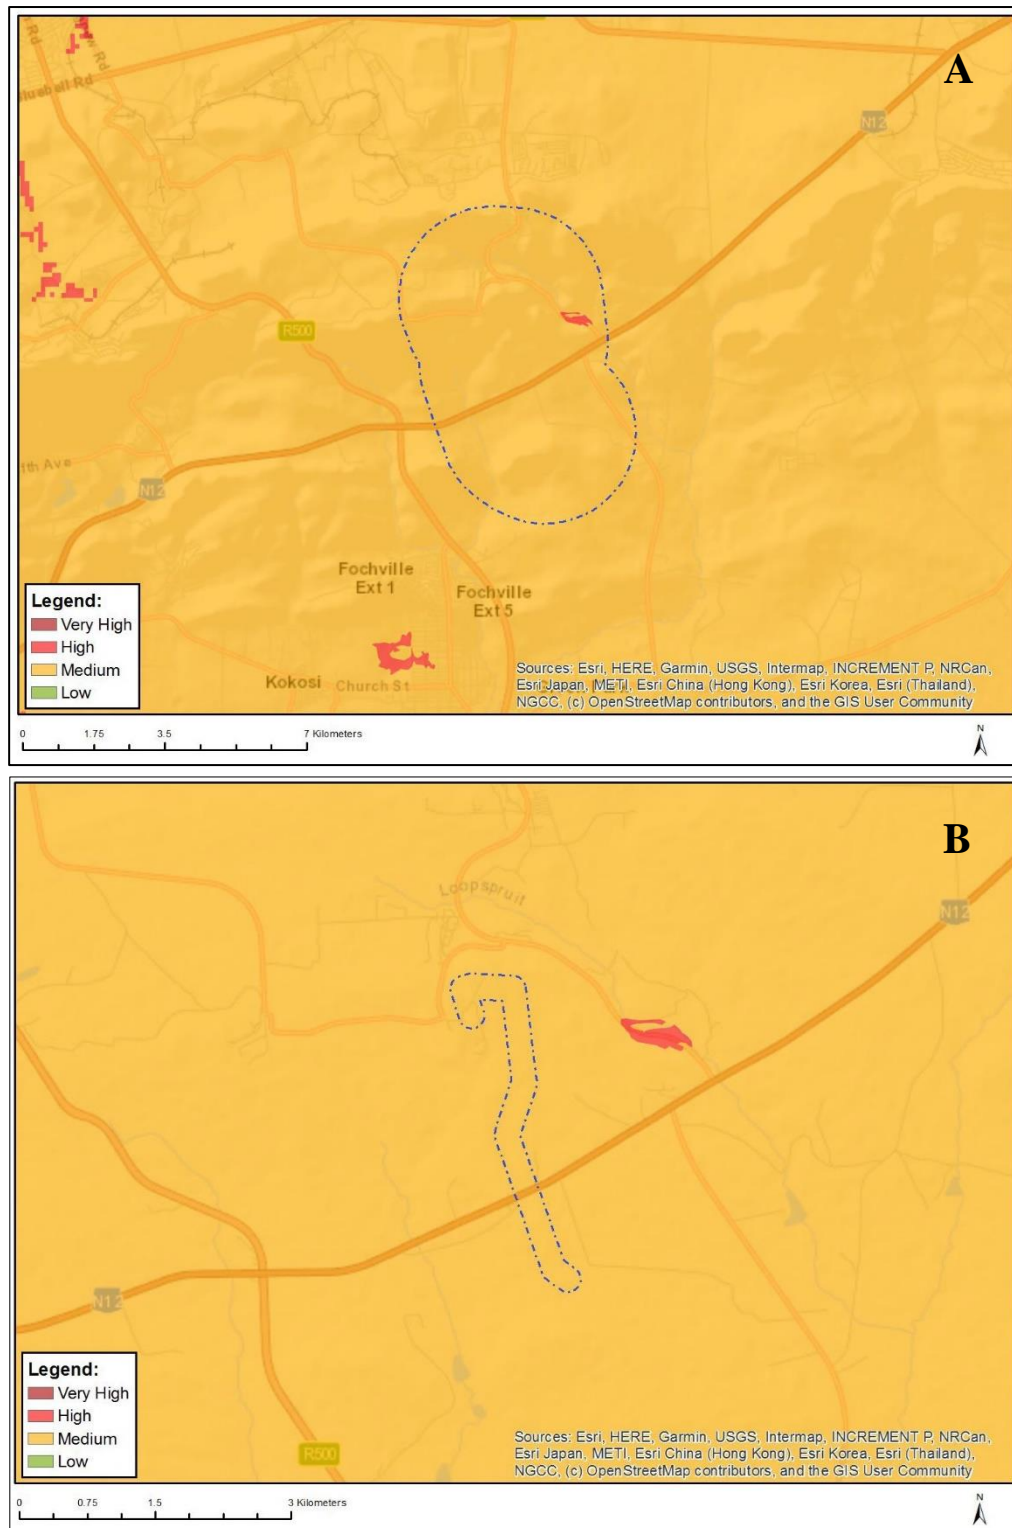 A
Rd
Rd
Bluebell Rd
N12
R500
fth Ave
N12
Fochville
Ext 1
Fochville
Ext 5
Kokosi
Church St
Legend:
Very High
High
Medium
Low
Sources: Esri, HERE, Garmin, USGS, Intermap, INCREMENT P, NRCan,
Esri Japan, METI, Esri China (Hong Kong), Esri Korea, Esri (Thailand),
NGCC, (c) OpenStreetMap contributors, and the GIS User Community
0 1.75 3.5 7 Kilometers
N
B
Loopspruit
N12
N12
R500
Legend:
Very High
High
Medium
Low
Sources: Esri, HERE, Garmin, USGS, Intermap, INCREMENT P, NRCan,
Esri Japan, METI, Esri China (Hong Kong), Esri Korea, Esri (Thailand),
NGCC, (c) OpenStreetMap contributors, and the GIS User Community
0 0.75 1.5 3 Kilometers
N